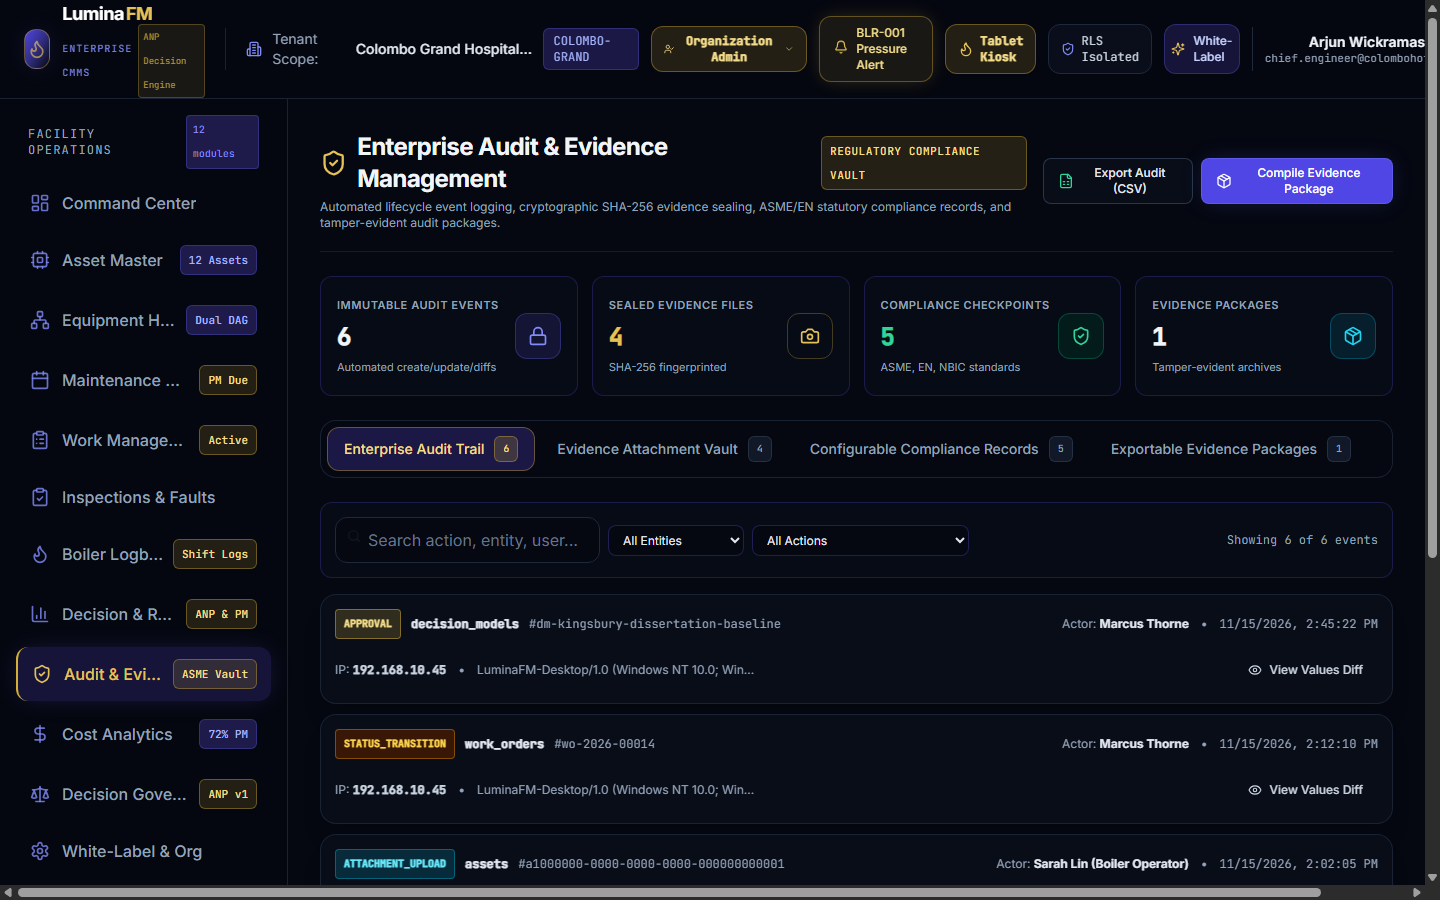 LuminaFM
ENTERPRISE
CMMS
ANP
Decision
Engine
Tenant
Scope:
Colombo Grand Hospital...
COLOMBO-
GRAND
Organization
Admin
BLR-001
Pressure
Alert
Tablet
Kiosk
RLS
Isolated
White-
Label
Arjun Wickramas
chief.engineer@colomboho
FACILITY
OPERATIONS
12
modules
Command Center
Asset Master
12 Assets
Equipment H...
Dual DAG
Maintenance ...
PM Due
Work Manage...
Active
Inspections & Faults
Boiler Logb...
Shift Logs
Decision & R...
ANP & PM
Audit & Evi...
ASME Vault
Cost Analytics
72% PM
Decision Gove...
ANP v1
White-Label & Org
Enterprise Audit & Evidence
Management
REGULATORY COMPLIANCE
VAULT
Automated lifecycle event logging, cryptographic SHA-256 evidence sealing, ASME/EN statutory compliance records, and
tamper-evident audit packages.
Export Audit
(CSV)
Compile Evidence
Package
IMMUTABLE AUDIT EVENTS
6
Automated create/update/diffs
SEALED EVIDENCE FILES
4
SHA-256 fingerprinted
COMPLIANCE CHECKPOINTS
5
ASME, EN, NBIC standards
EVIDENCE PACKAGES
1
Tamper-evident archives
Enterprise Audit Trail 6
Evidence Attachment Vault 4
Configurable Compliance Records 5
Exportable Evidence Packages 1
Search action, entity, user...
All Entities
All Actions
Showing 6 of 6 events
APPROVAL decision_models #dm-kingsbury-dissertation-baseline
Actor: Marcus Thorne • 11/15/2026, 2:45:22 PM
IP: 192.168.10.45 • LuminaFM-Desktop/1.0 (Windows NT 10.0; Win...
View Values Diff
STATUS_TRANSITION work_orders #wo-2026-00014
Actor: Marcus Thorne • 11/15/2026, 2:12:10 PM
IP: 192.168.10.45 • LuminaFM-Desktop/1.0 (Windows NT 10.0; Win...
View Values Diff
ATTACHMENT_UPLOAD assets #a1000000-0000-0000-0000-000000000001
Actor: Sarah Lin (Boiler Operator) • 11/15/2026, 2:02:05 PM